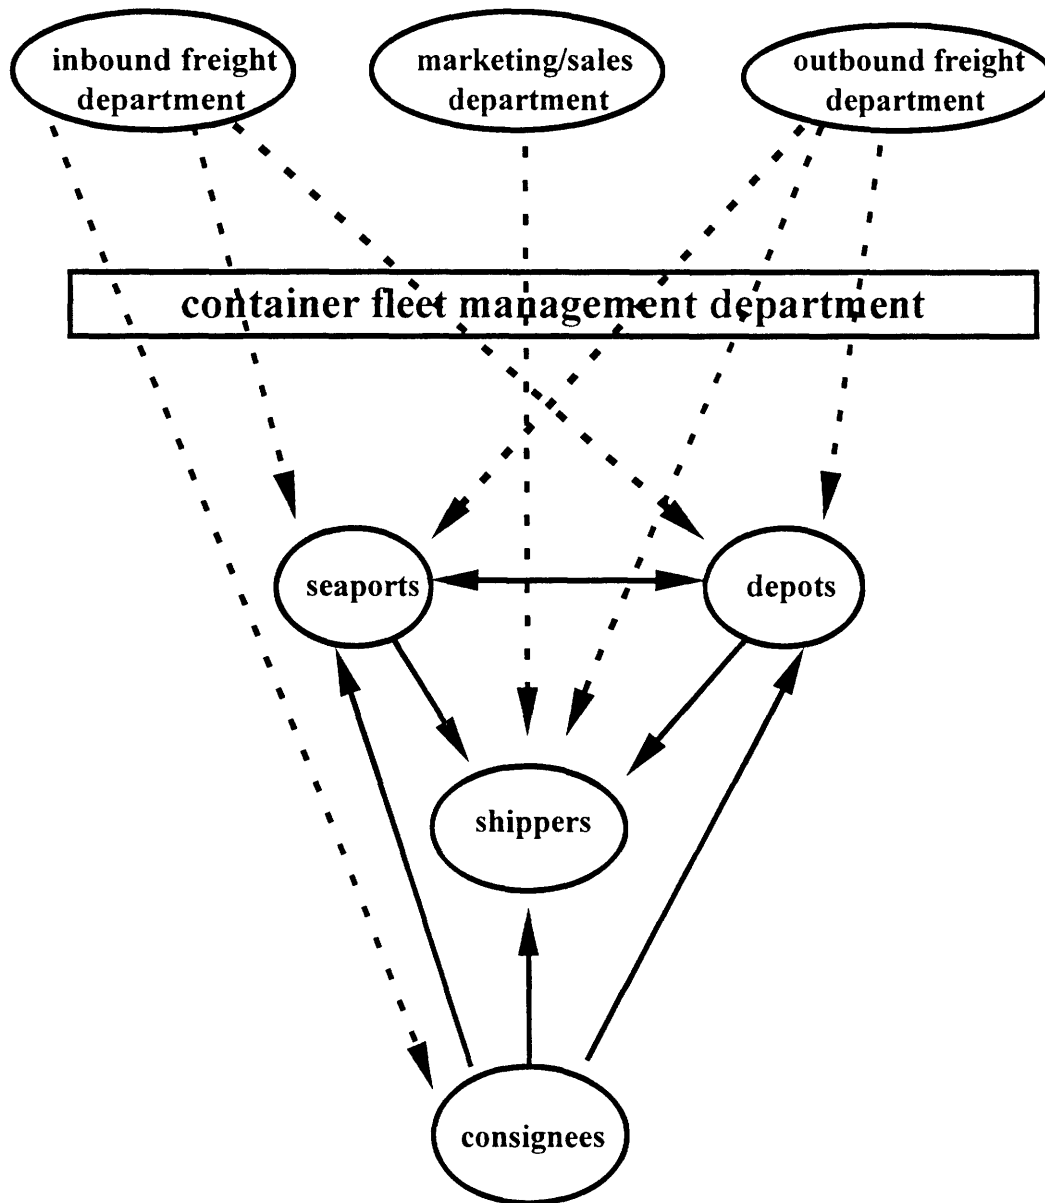 inbound freight
department
marketing/sales
department
outbound freight
department
container fleet management department
seaports
depots
shippers
consignees